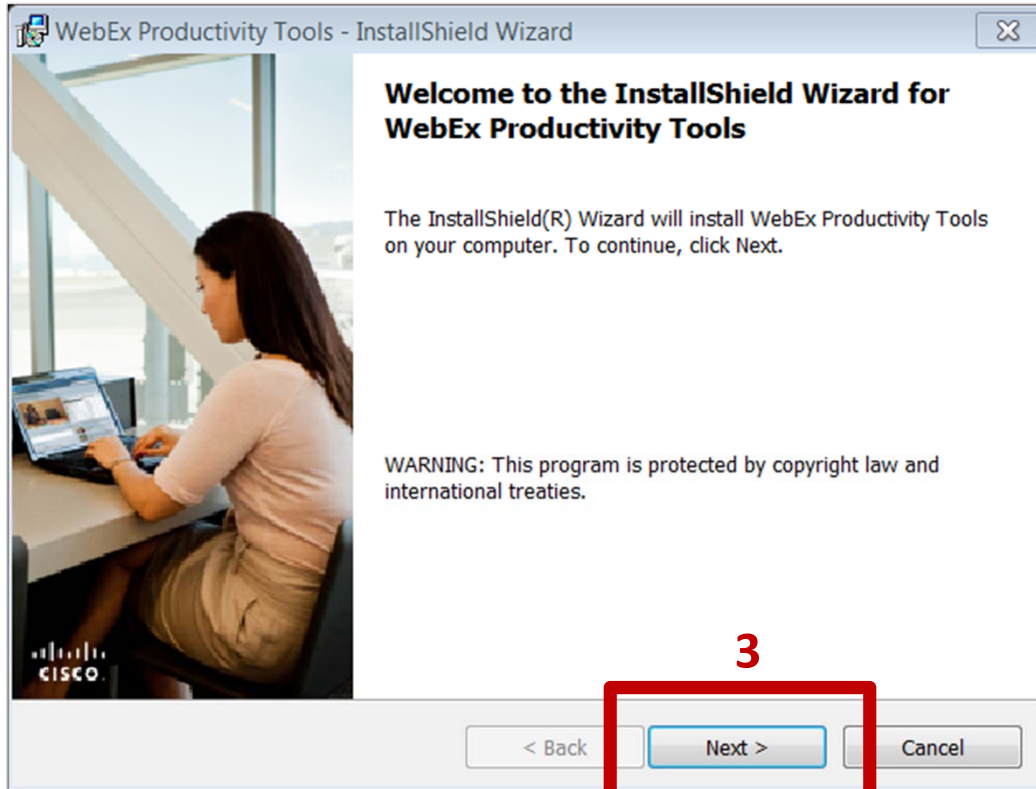 WebEx Productivity Tools - InstallShield Wizard
Welcome to the InstallShield Wizard for
WebEx Productivity Tools
The InstallShield(R) Wizard will install WebEx Productivity Tools
on your computer. To continue, click Next.
WARNING: This program is protected by copyright law and
international treaties.
CISCO.
3
< Back
Next >
Cancel